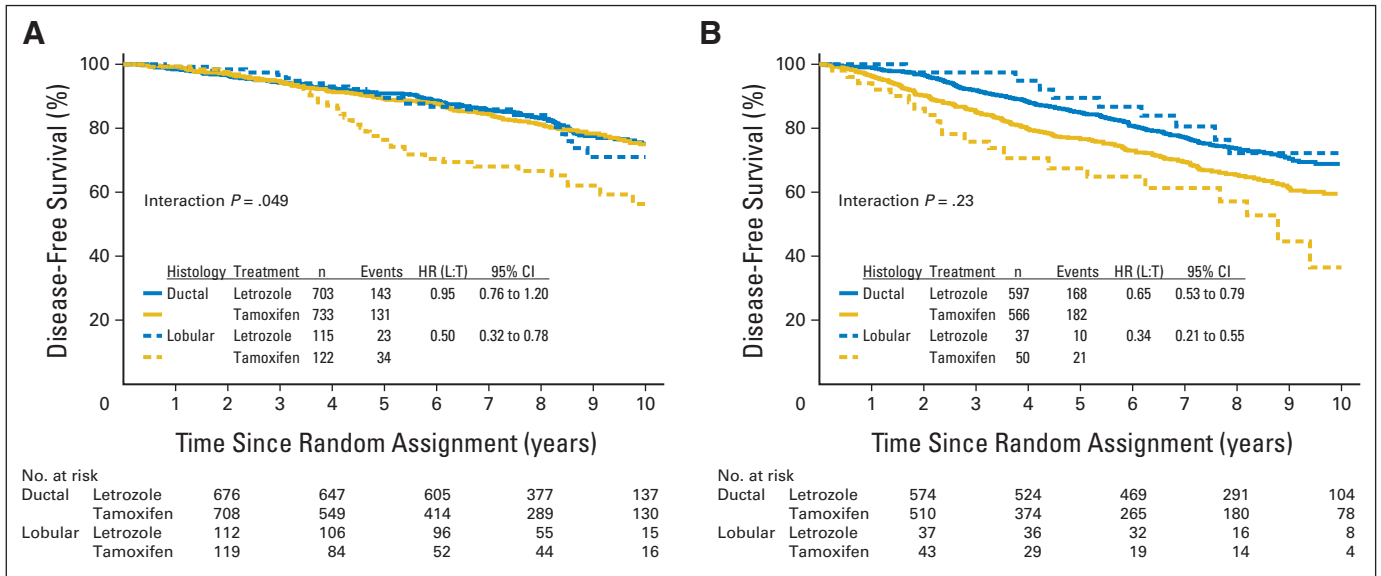 A
Disease-Free Survival (%)
100
80
60
40
20
0
1 2 3 4 5 6 7 8 9 10
Time Since Random Assignment (years)
Interaction P = .049
Histology Treatment n Events HR (L:T) 95% CI
Ductal Letrozole 703 143 0.95 0.76 to 1.20
Tamoxifen 733 131
Lobular Letrozole 115 23 0.50 0.32 to 0.78
Tamoxifen 122 34
No. at risk
Ductal Letrozole 676 647 605 377 137
Tamoxifen 708 549 414 289 130
Lobular Letrozole 112 106 96 55 15
Tamoxifen 119 84 52 44 16
B
Disease-Free Survival (%)
100
80
60
40
20
0
1 2 3 4 5 6 7 8 9 10
Time Since Random Assignment (years)
Interaction P = .23
Histology Treatment n Events HR (L:T) 95% CI
Ductal Letrozole 597 168 0.65 0.53 to 0.79
Tamoxifen 566 182
Lobular Letrozole 37 10 0.34 0.21 to 0.55
Tamoxifen 50 21
No. at risk
Ductal Letrozole 574 524 469 291 104
Tamoxifen 510 374 265 180 78
Lobular Letrozole 37 36 32 16 8
Tamoxifen 43 29 19 14 4